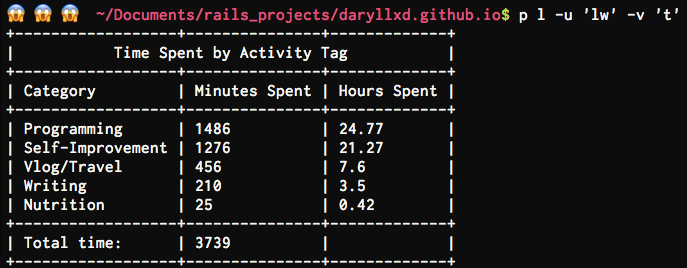 😱 😱 😱 ~/Documents/rails_projects/daryllxd.github.io$ p l -u 'lw' -v 't'
+-----------------+---------------+-------------+
| Time Spent by Activity Tag |
+-----------------+---------------+-------------+
| Category | Minutes Spent | Hours Spent |
+-----------------+---------------+-------------+
| Programming | 1486 | 24.77 |
| Self-Improvement | 1276 | 21.27 |
| Vlog/Travel | 456 | 7.6 |
| Writing | 210 | 3.5 |
| Nutrition | 25 | 0.42 |
+-----------------+---------------+-------------+
| Total time: | 3739 | |
+-----------------+---------------+-------------+